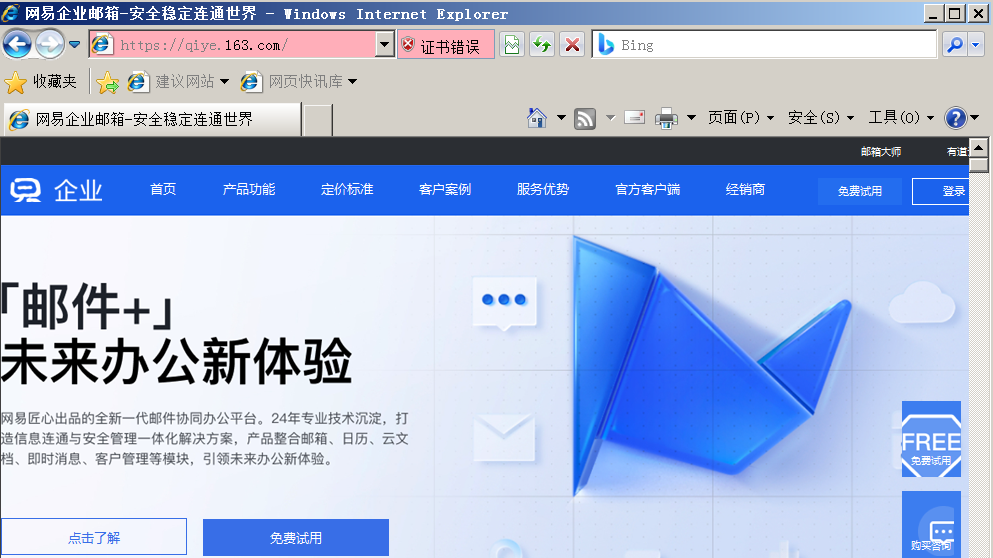 网易企业邮箱-安全稳定连通世界 - Windows Internet Explorer
https://qiye.163.com/
证书错误
Bing
收藏夹
建议网站
网页快讯库
网易企业邮箱-安全稳定连通世界
页面(P)
安全(S)
工具(O)
邮箱大师
有道
企业
首页
产品功能
定价标准
客户案例
服务优势
官方客户端
经销商
免费试用
登录
「邮件+」
未来办公新体验
网易匠心出品的全新一代邮件协同办公平台。24年专业技术沉淀，打
造信息连通与安全管理一体化解决方案，产品整合邮箱、日历、云文
档、即时消息、客户管理等模块，引领未来办公新体验。
FREE
免费试用
点击了解
免费试用
购买咨询